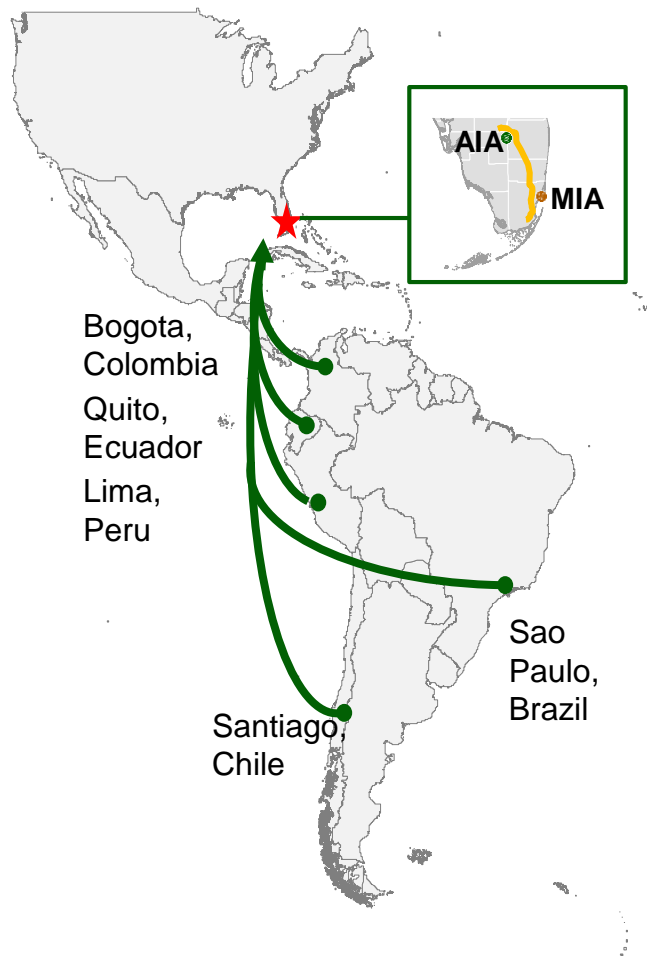 AIA
MIA
Bogota,
Colombia
Quito,
Ecuador
Lima,
Peru
Sao
Paulo,
Brazil
Santiago,
Chile